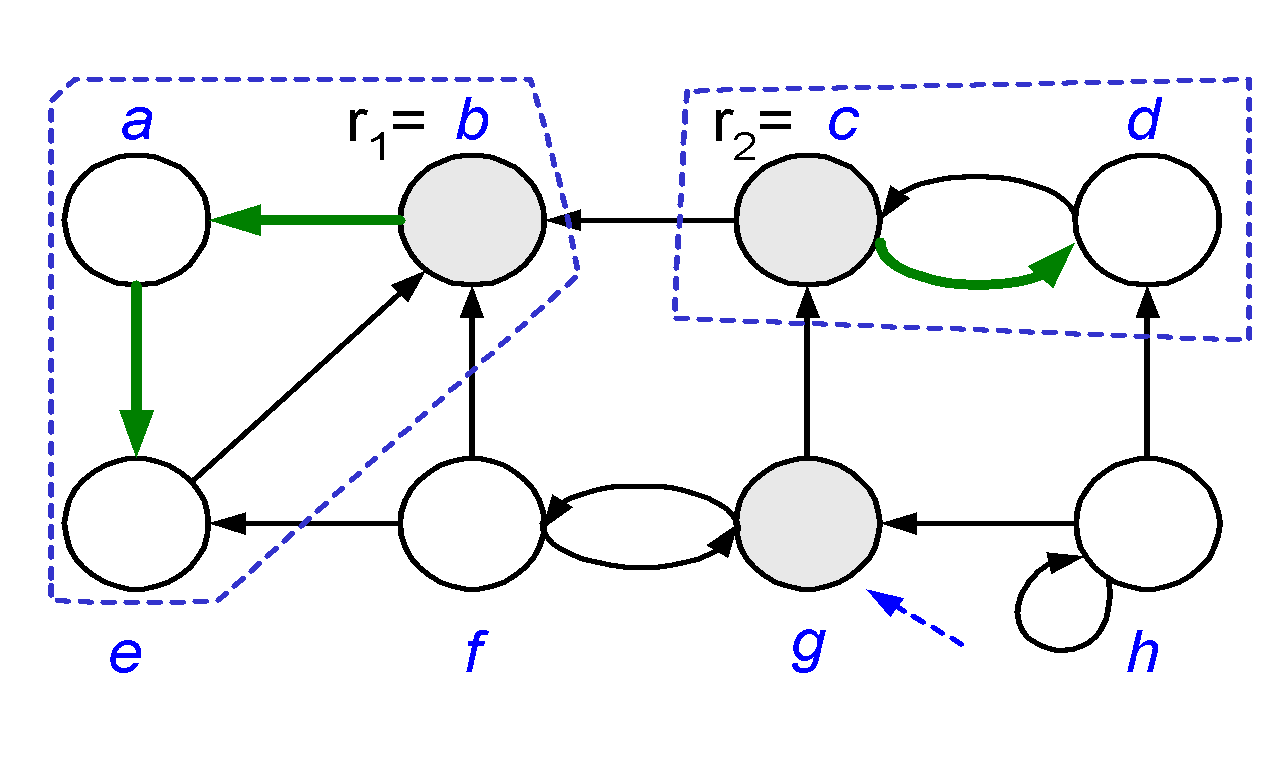 a r₁= b r₂= c d
e f g h